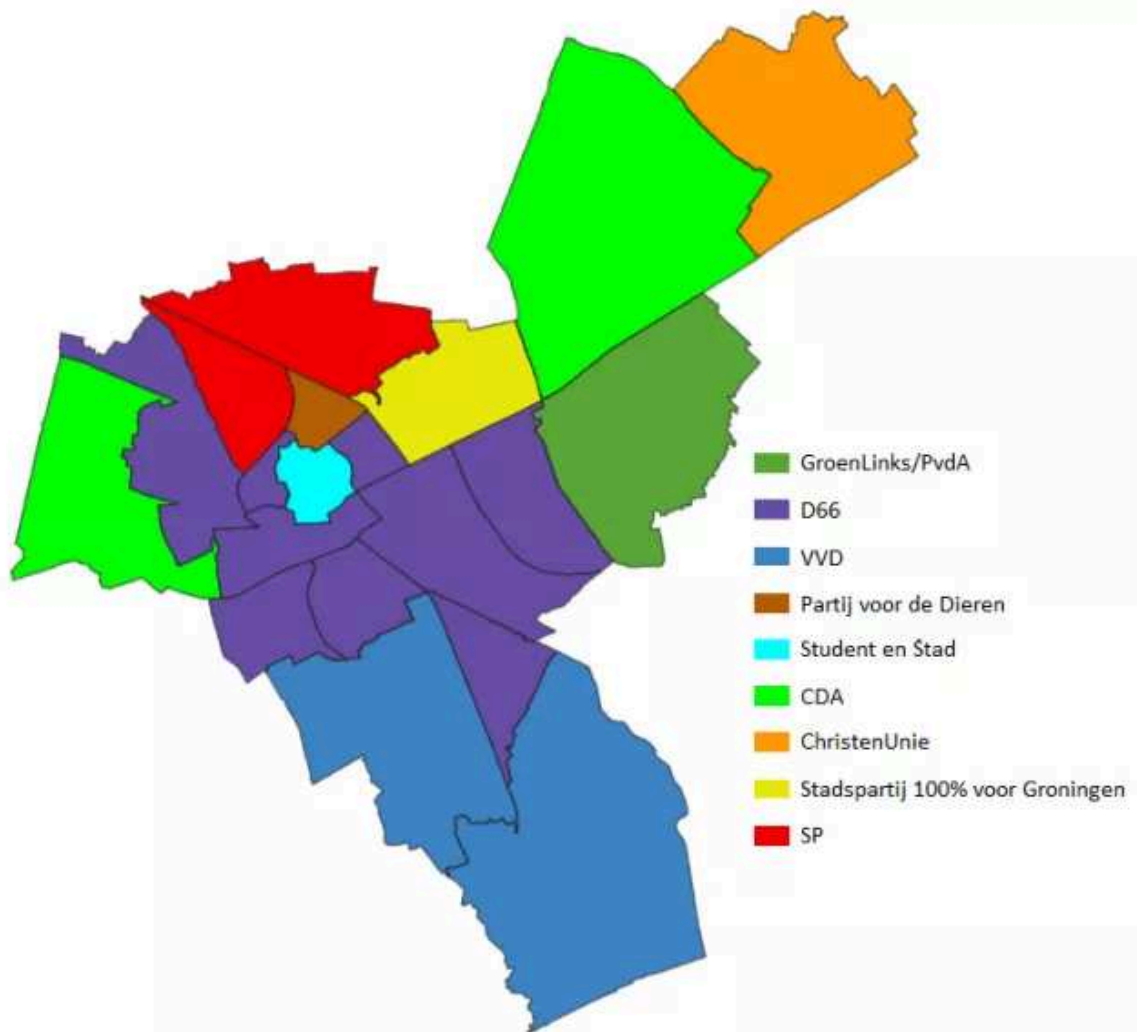 GroenLinks/PvdA
D66
VVD
Partij voor de Dieren
Student en Stad
CDA
ChristenUnie
Stadspartij 100% voor Groningen
SP